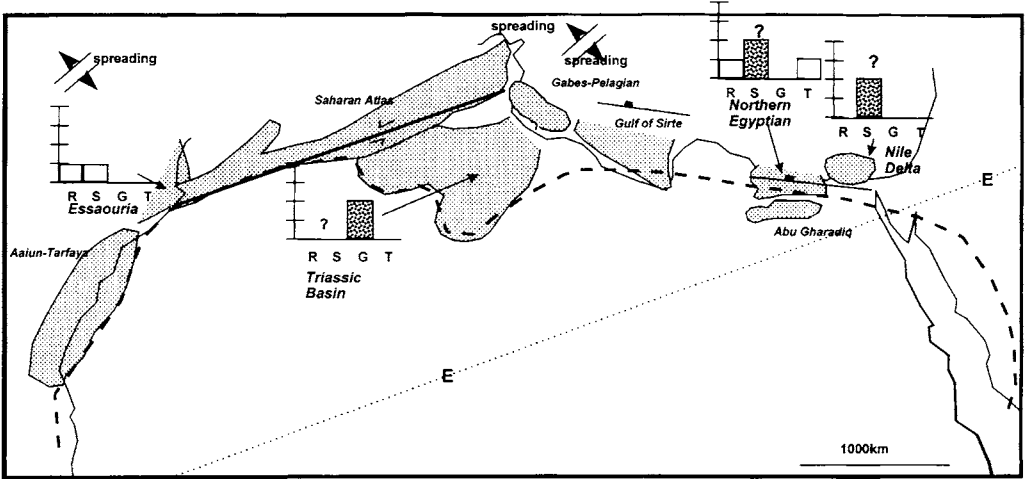 spreading
spreading
spreading
?
?
Saharan Atlas
Gabes-Pelagian
Gulf of Sirte
R S G T
Northern
Egyptian
R S G T
Nile
Delta
R S G T
Essaouria
E
Aaiun-Tarfaya
?
R S G T
Triassic
Basin
Abu Gharadiq
E
1000km